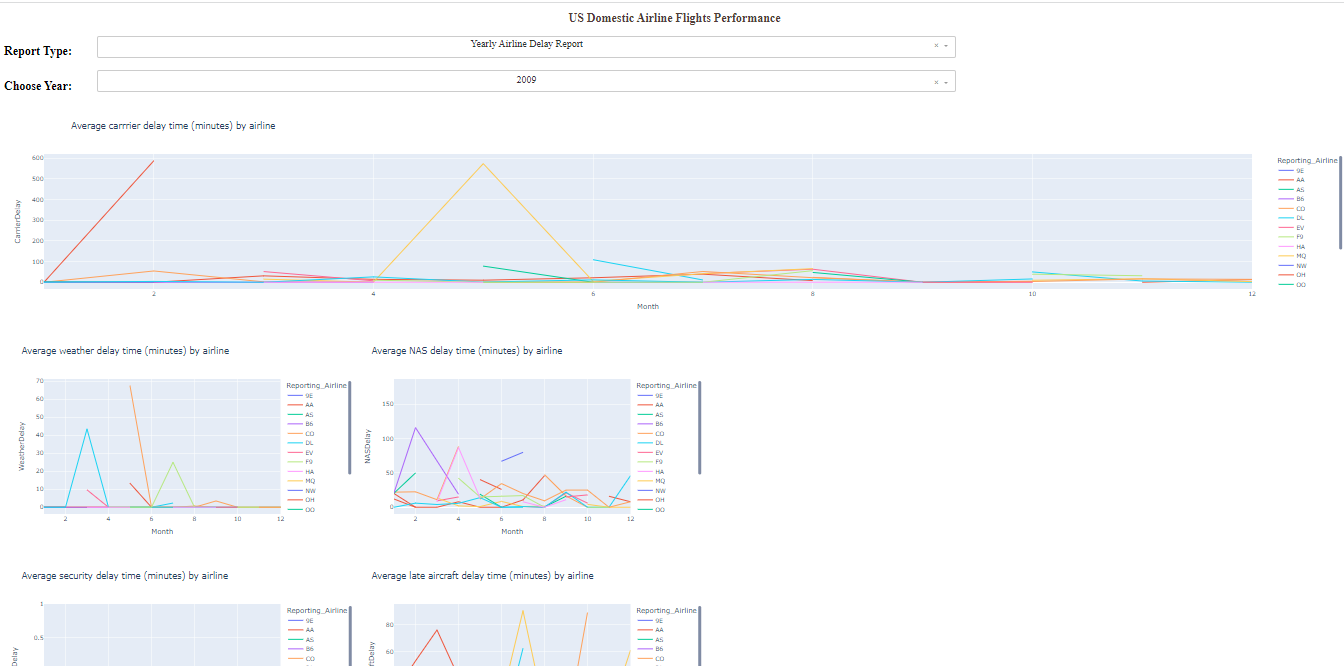 US Domestic Airline Flights Performance
Report Type:
Yearly Airline Delay Report
× 
Choose Year:
2009
×
Average carrrier delay time (minutes) by airline
600
500
400
300
200
100
0
CarrierDelay
2
4
6
8
10
12
Month
Reporting_Airline
9E
AA
AS
B6
CO
DL
EV
F9
HA
MQ
NW
OH
OO
Average weather delay time (minutes) by airline
70
60
50
40
30
20
10
0
WeatherDelay
2
4
6
8
10
12
Month
Reporting_Airline
9E
AA
AS
B6
CO
DL
EV
F9
HA
MQ
NW
OH
OO
Average NAS delay time (minutes) by airline
150
100
50
0
NASDelay
2
4
6
8
10
12
Month
Reporting_Airline
9E
AA
AS
B6
CO
DL
EV
F9
HA
MQ
NW
OH
OO
Average security delay time (minutes) by airline
1
0.5
Delay
Reporting_Airline
9E
AA
AS
B6
CO
Average late aircraft delay time (minutes) by airline
80
60
ftDelay
Reporting_Airline
9E
AA
AS
B6
CO